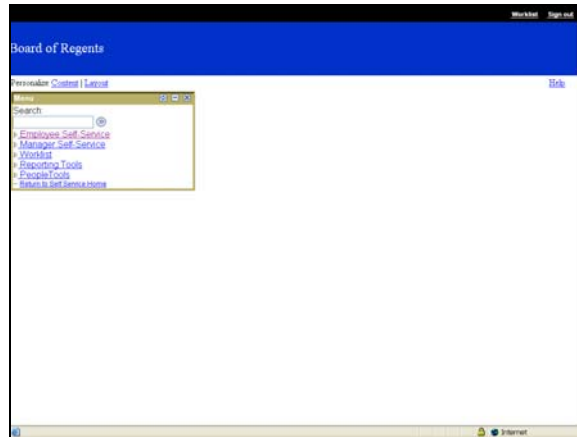 Worklist Sign out
Board of Regents
Personalize Content | Layout Help
Menu
Search
Employee Self-Service
Manager Self-Service
Worklist
Reporting Tools
PeopleTools
Return to Self Service Home
Internet